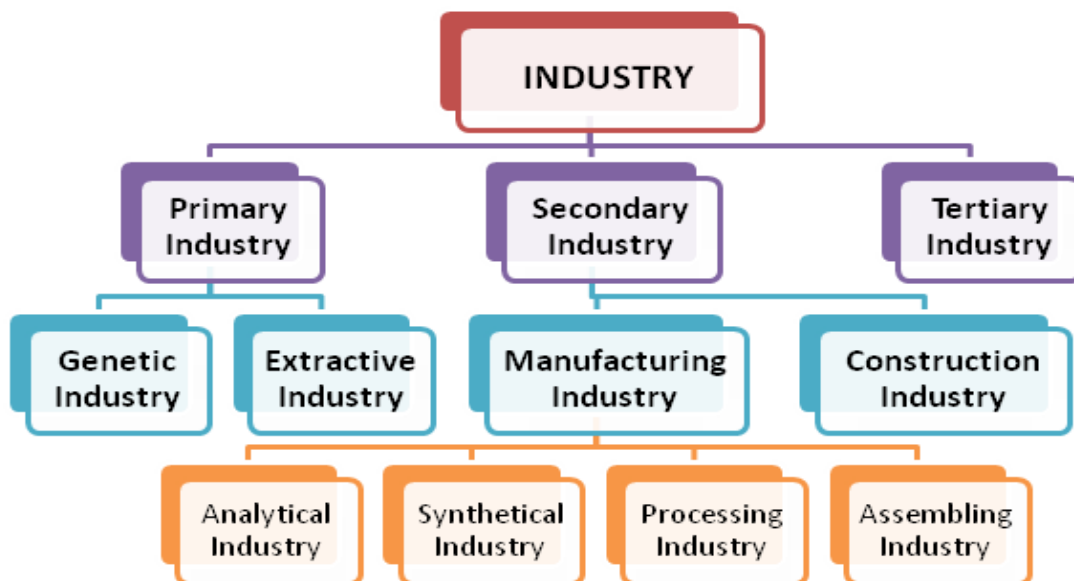 INDUSTRY
Primary
Industry
Secondary
Industry
Tertiary
Industry
Genetic
Industry
Extractive
Industry
Manufacturing
Industry
Construction
Industry
Analytical
Industry
Synthetical
Industry
Processing
Industry
Assembling
Industry